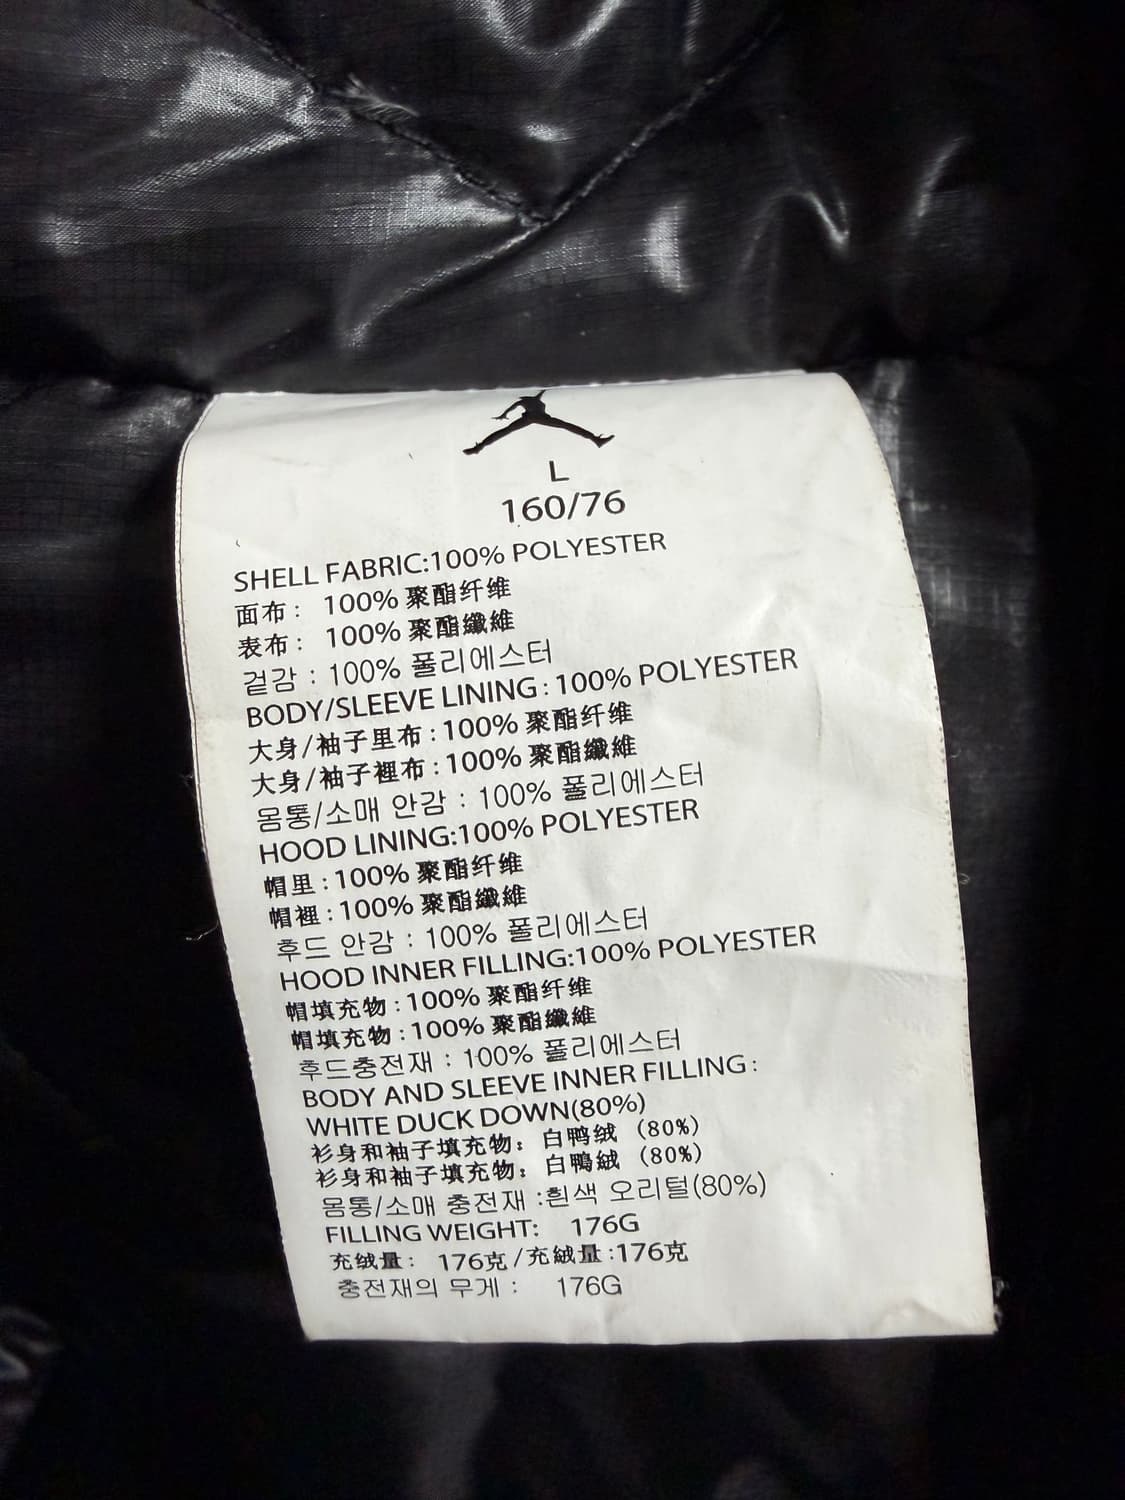 L
160/76
SHELL FABRIC:100% POLYESTER
面布: 100% 聚酯纤维
表布: 100% 聚酯纖維
겉감 : 100% 폴리에스터
BODY/SLEEVE LINING : 100% POLYESTER
大身/袖子里布 : 100% 聚酯纤维
大身/袖子裡布 : 100% 聚酯纖維
몸통/소매 안감 : 100% 폴리에스터
HOOD LINING:100% POLYESTER
帽里 : 100% 聚酯纤维
帽裡 : 100% 聚酯纖維
후드 안감 : 100% 폴리에스터
HOOD INNER FILLING:100% POLYESTER
帽填充物 : 100% 聚酯纤维
帽填充物 : 100% 聚酯纖維
후드충전재 : 100% 폴리에스터
BODY AND SLEEVE INNER FILLING :
WHITE DUCK DOWN(80%)
衫身和袖子填充物: 白鸭绒 (80%)
衫身和袖子填充物: 白鴨絨 (80%)
몸통/소매 충전재 :흰색 오리털(80%)
FILLING WEIGHT: 176G
充绒量: 176克 / 充絨量 :176克
충전재의 무게 : 176G